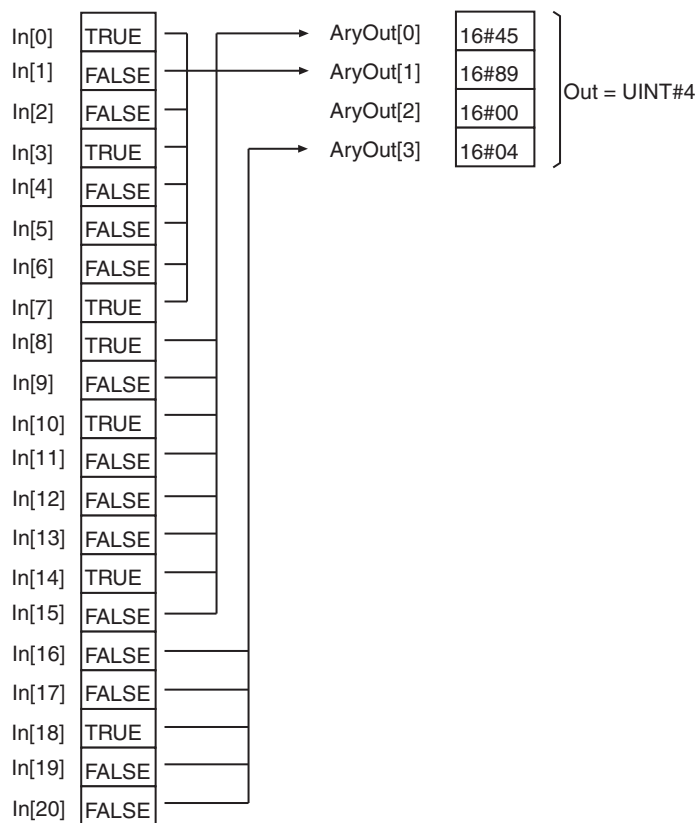 In[0] TRUE AryOut[0] 16#45
In[1] FALSE AryOut[1] 16#89
Out = UINT#4
In[2] FALSE AryOut[2] 16#00
In[3] TRUE AryOut[3] 16#04
In[4] FALSE
In[5] FALSE
In[6] FALSE
In[7] TRUE
In[8] TRUE
In[9] FALSE
In[10] TRUE
In[11] FALSE
In[12] FALSE
In[13] FALSE
In[14] TRUE
In[15] FALSE
In[16] FALSE
In[17] FALSE
In[18] TRUE
In[19] FALSE
In[20] FALSE